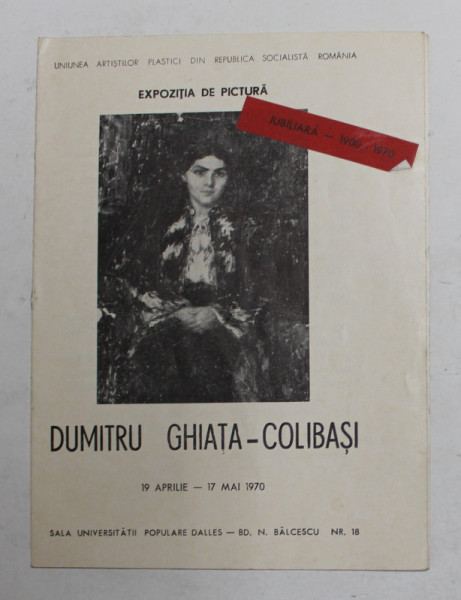 UNIUNEA ARTIȘTILOR PLASTICI DIN REPUBLICA SOCIALISTĂ ROMÂNIA
EXPOZIȚIA DE PICTURĂ
JUBILIARĂ — 1900 - 1970
DUMITRU GHIAȚA-COLIBAȘI
19 APRILIE — 17 MAI 1970
SALA UNIVERSITĂȚII POPULARE DALLES — BD. N. BĂLCESCU NR. 18